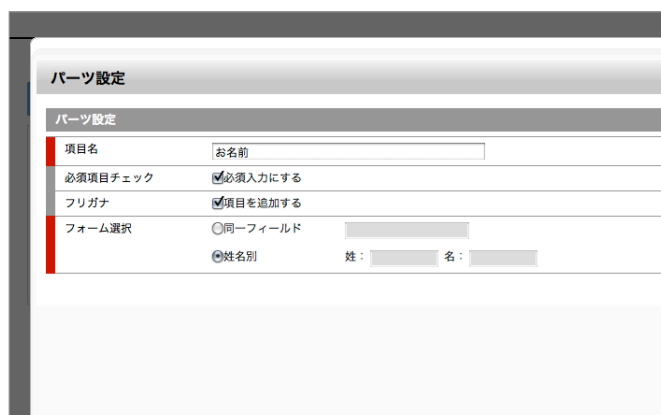 パーツ設定
パーツ設定
項目名 お名前
必須項目チェック 必須入力にする
フリガナ 項目を追加する
フォーム選択 同一フィールド
姓名別 姓： 名：